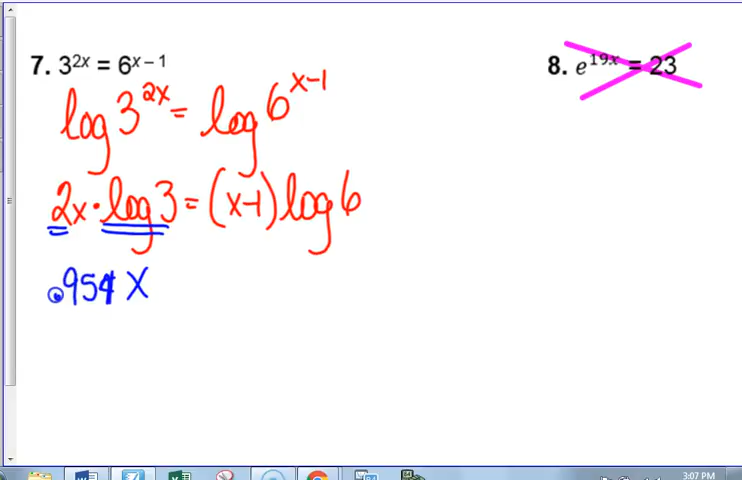 7. 3^2x = 6^x – 1
8. e^19x = 23
log 3^2x = log 6^x-1
2x · log 3 = (x-1) log 6
.954 X
3:07 PM